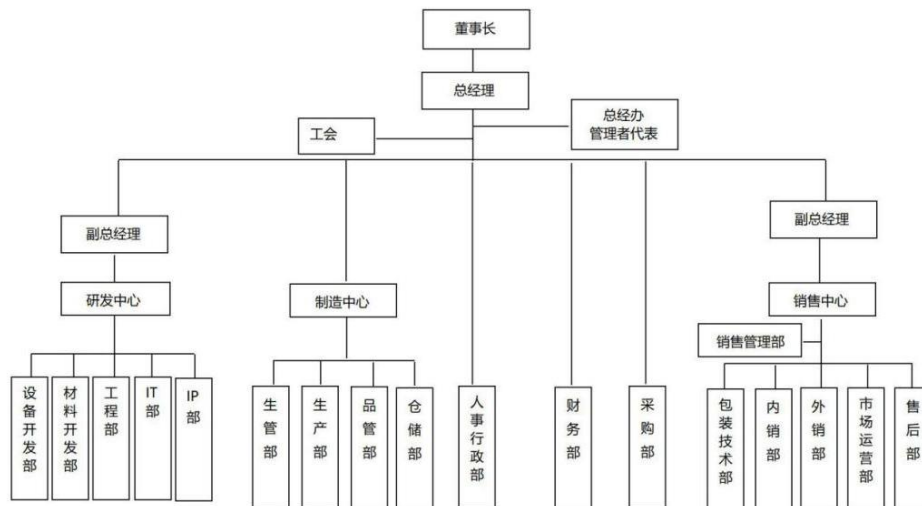 董事长
总经理
工会
总经办
管理者代表
副总经理
副总经理
研发中心
制造中心
销售中心
销售管理部
设备开发部
材料开发部
工程部
IT
部
IP
部
生管部
生产部
品管部
仓储部
人事行政部
财务部
采购部
包装技术部
内销部
外销部
市场运营部
售后部